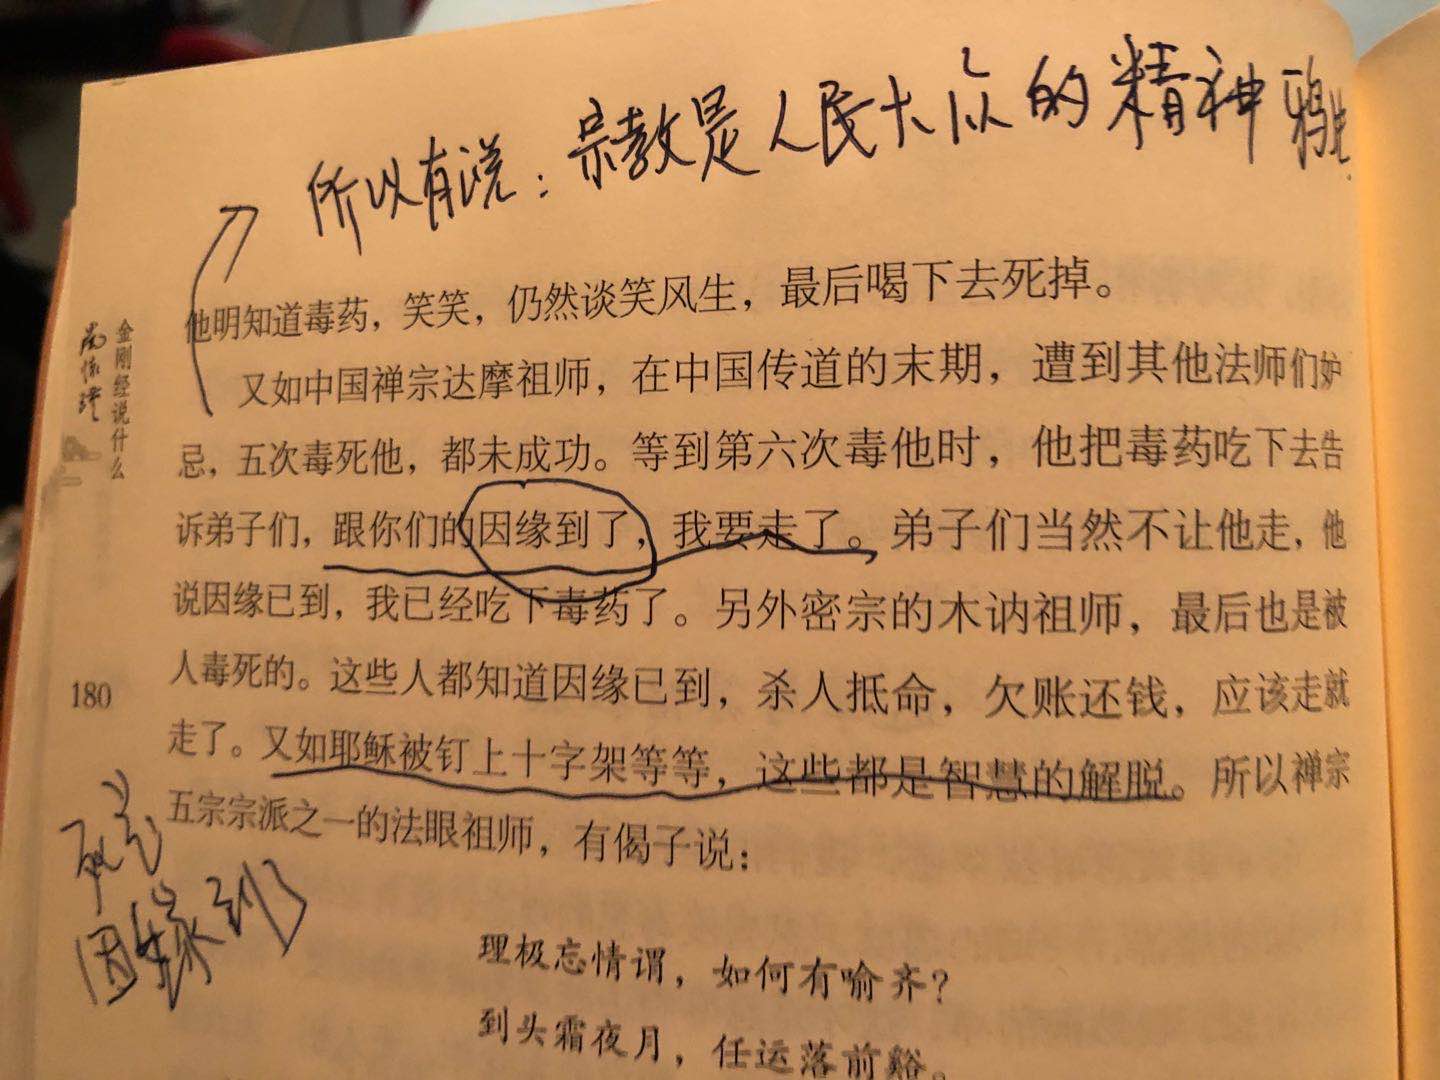 所以有说：宗教是人民大众的精神鸦片
他明知道毒药，笑笑，仍然谈笑风生，最后喝下去死掉。
又如中国禅宗达摩祖师，在中国传道的末期，遭到其他法师们妒
忌，五次毒死他，都未成功。等到第六次毒他时，他把毒药吃下去告
诉弟子们，跟你们的因缘到了，我要走了。弟子们当然不让他走，他
说因缘已到，我已经吃下毒药了。另外密宗的木讷祖师，最后也是被
人毒死的。这些人都知道因缘已到，杀人抵命，欠账还钱，应该走就
走了。又如耶稣被钉上十字架等等，这些都是智慧的解脱。所以禅宗
五宗宗派之一的法眼祖师，有偈子说：
理极忘情谓，如何有喻齐？
到头霜夜月，任运落前谿。
金刚经说什么
南怀瑾
180
因缘到了